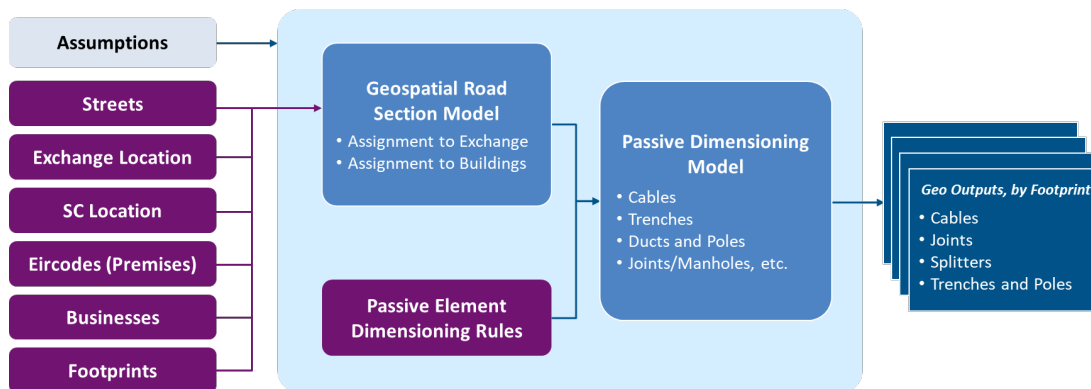 Assumptions
Streets
Exchange Location
SC Location
Eircodes (Premises)
Businesses
Footprints
Geospatial Road
Section Model
• Assignment to Exchange
• Assignment to Buildings
Passive Element
Dimensioning Rules
Passive Dimensioning
Model
• Cables
• Trenches
• Ducts and Poles
• Joints/Manholes, etc.
Geo Outputs, by Footprint
• Cables
• Joints
• Splitters
• Trenches and Poles